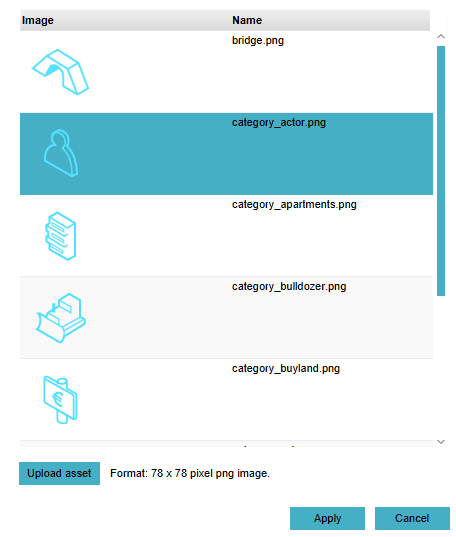 Image Name
bridge.png
category_actor.png
category_apartments.png
category_bulldozer.png
category_buyland.png
€
Upload asset Format: 78 x 78 pixel png image.
Apply Cancel